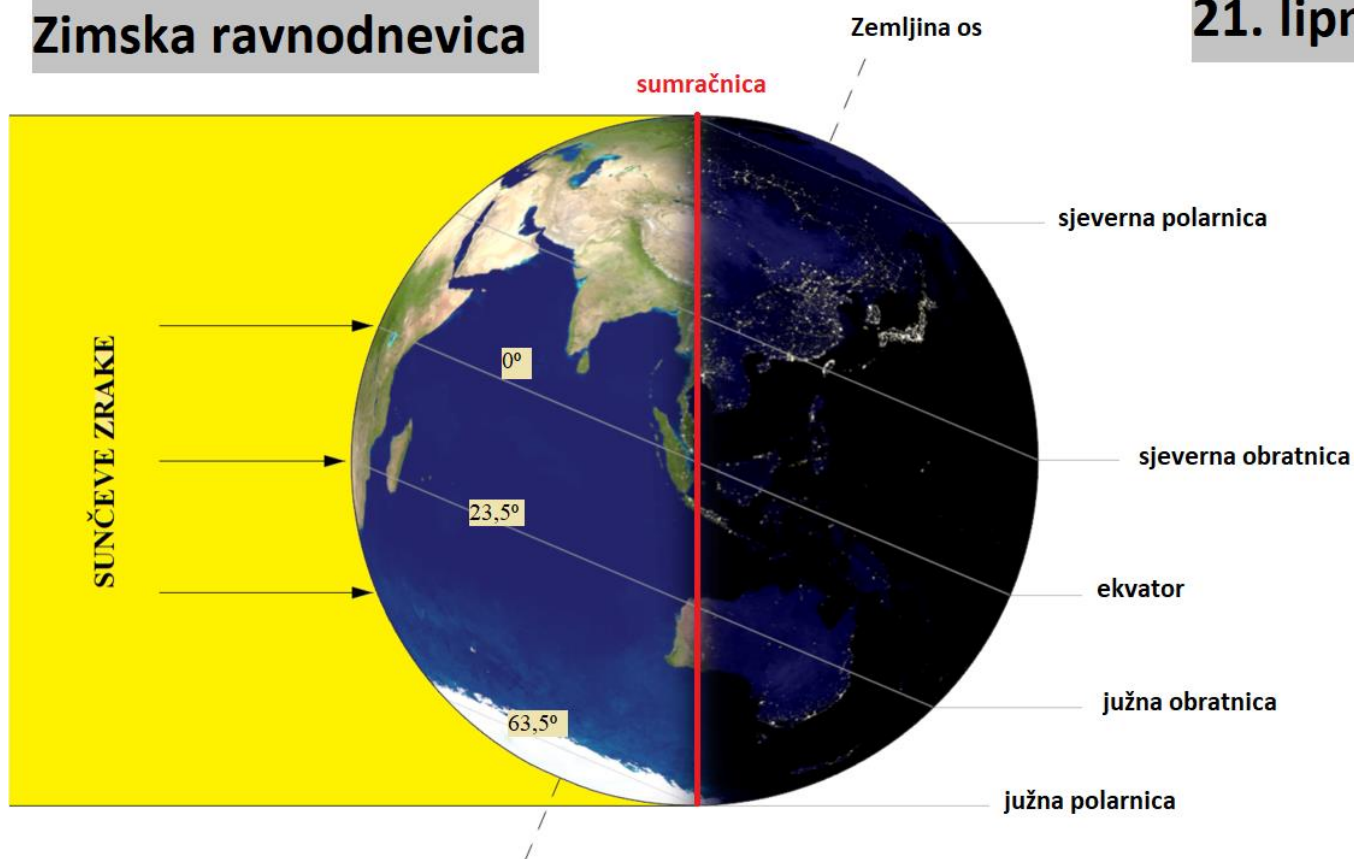 Zimska ravnodnevica
Zemljina os
21. lipn
sumračnica
sjeverna polarnica
SUNČEVE ZRAKE
0º
sjeverna obratnica
23,5º
ekvator
južna obratnica
63,5º
južna polarnica